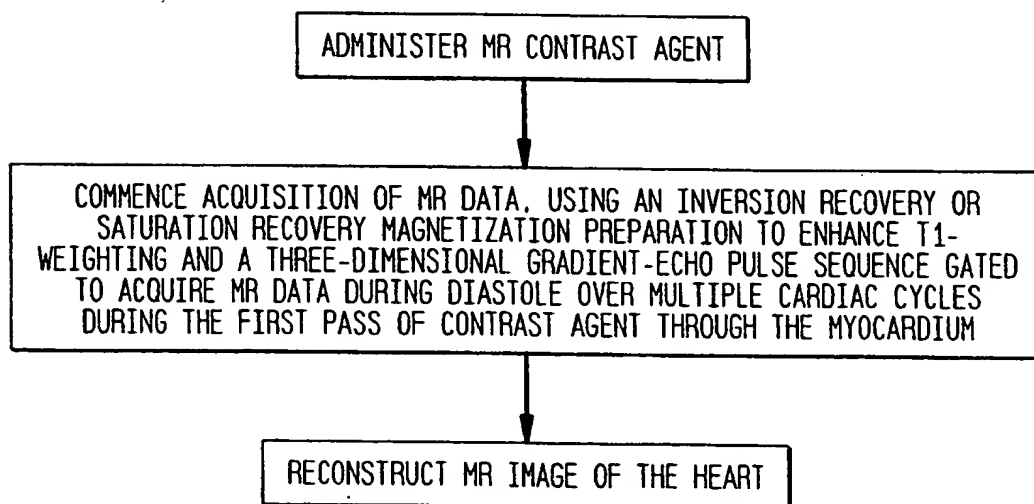 ADMINISTER MR CONTRAST AGENT
COMMENCE ACQUISITION OF MR DATA, USING AN INVERSION RECOVERY OR
SATURATION RECOVERY MAGNETIZATION PREPARATION TO ENHANCE T1-
WEIGHTING AND A THREE-DIMENSIONAL GRADIENT-ECHO PULSE SEQUENCE GATED
TO ACQUIRE MR DATA DURING DIASTOLE OVER MULTIPLE CARDIAC CYCLES
DURING THE FIRST PASS OF CONTRAST AGENT THROUGH THE MYOCARDIUM
RECONSTRUCT MR IMAGE OF THE HEART